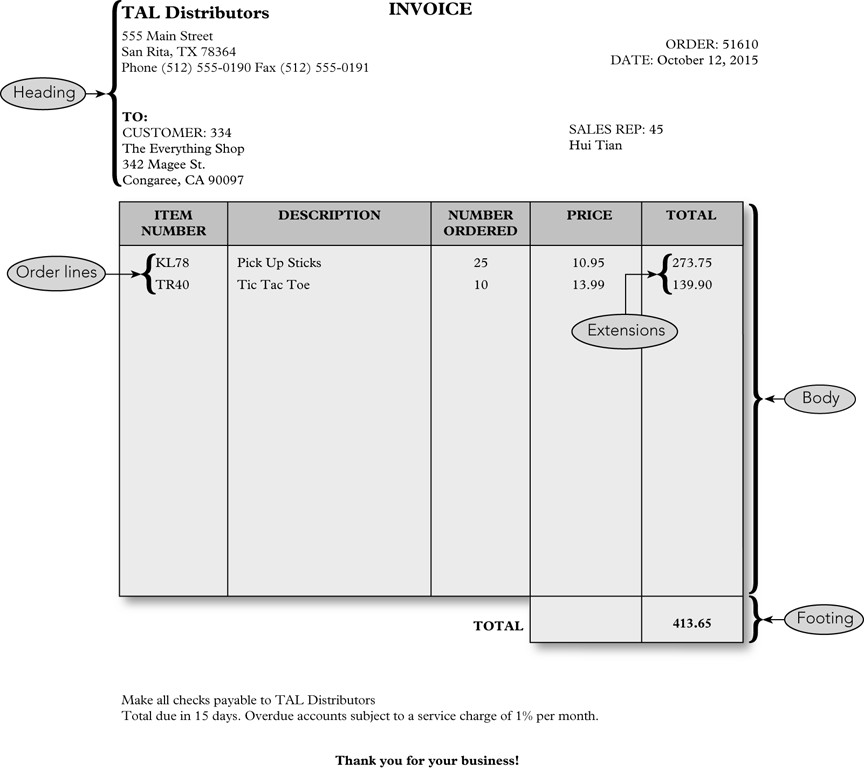 TAL Distributors
INVOICE
555 Main Street
San Rita, TX 78364
Phone (512) 555-0190 Fax (512) 555-0191
ORDER: 51610
DATE: October 12, 2015
Heading
TO:
CUSTOMER: 334
The Everything Shop
342 Magee St.
Congaree, CA 90097
SALES REP: 45
Hui Tian
ITEM NUMBER DESCRIPTION NUMBER ORDERED PRICE TOTAL
Order lines
KL78 Pick Up Sticks 25 10.95 273.75
TR40 Tic Tac Toe 10 13.99 139.90
Extensions
Body
TOTAL 413.65
Footing
Make all checks payable to TAL Distributors
Total due in 15 days. Overdue accounts subject to a service charge of 1% per month.
Thank you for your business!